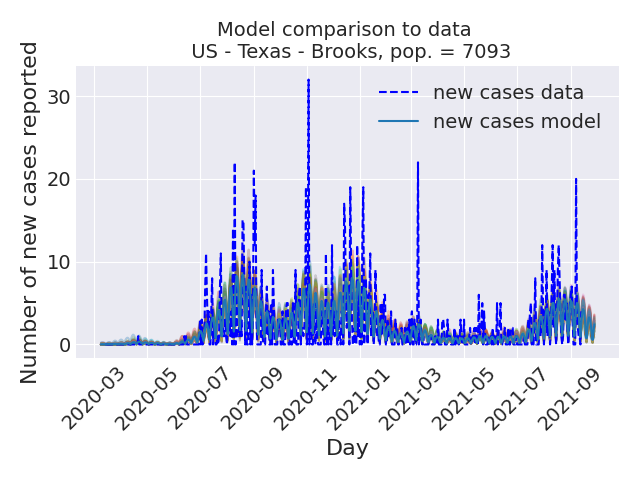 Model comparison to data
US - Texas - Brooks, pop. = 7093
Number of new cases reported
30
20
10
0
new cases data
new cases model
2020-03
2020-05
2020-07
2020-09
2020-11
2021-01
2021-03
2021-05
2021-07
2021-09
Day